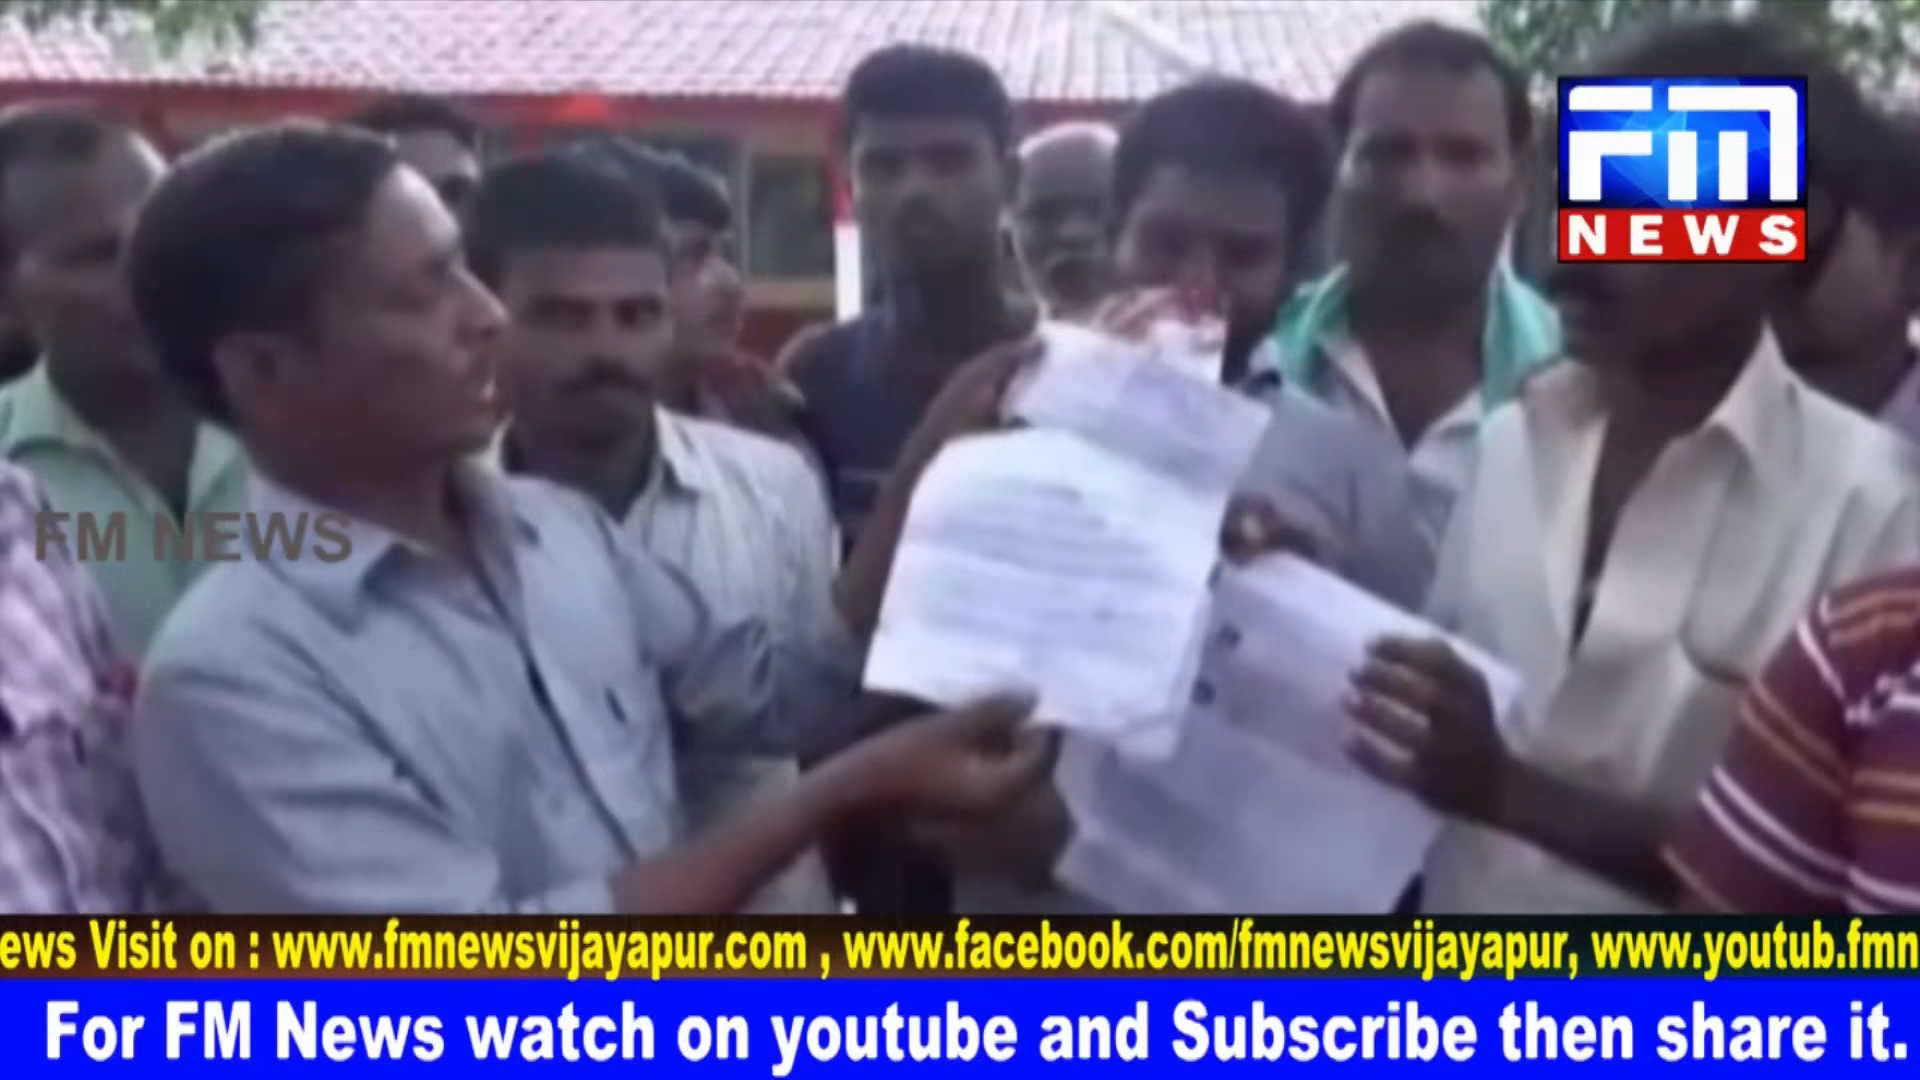 FM
NEWS
FM NEWS
ews Visit on : www.fmnewsvijayapur.com , www.facebook.com/fmnewsvijayapur, www.youtub.fmn
For FM News watch on youtube and Subscribe then share it.